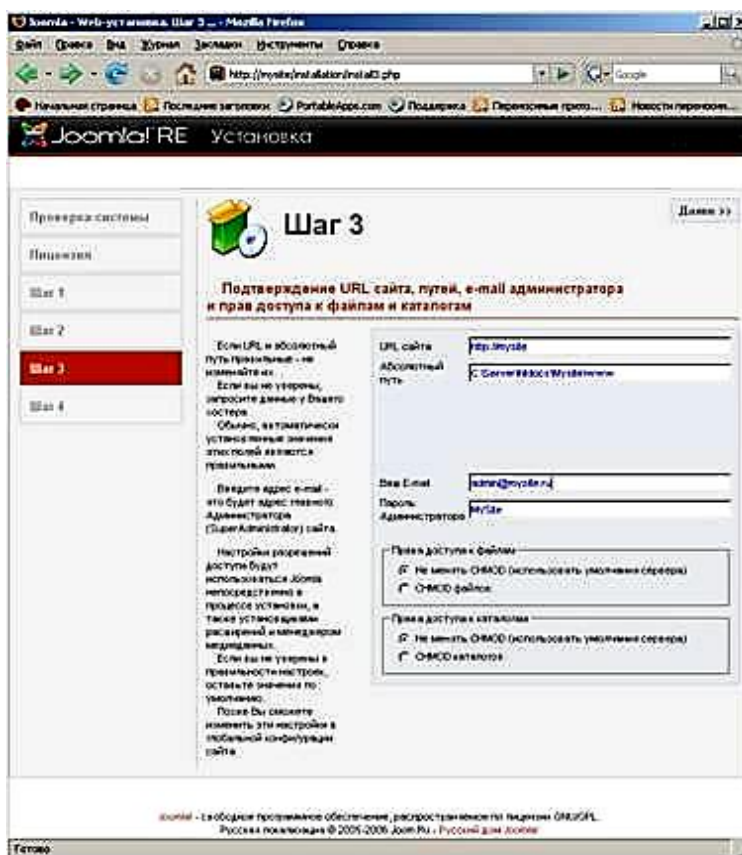 Joomla - Web-установка. Шаг 3 ... - Mozilla Firefox
Файл Правка Вид Журнал Закладки Инструменты Справка
http://mysite/installation/install3.php
Google
Начальная страница Последние заголовки PortableApps.com Поддержка Переносимые прило... Новости переносим...
Joomla! RE Установка
Далее >>
Проверка системы
Лицензия
Шаг 1
Шаг 2
Шаг 3
Шаг 4
Шаг 3
Подтверждение URL сайта, путей, e-mail администратора
и прав доступа к файлам и каталогам
Если URL и абсолютный
путь правильные - не
изменяйте их.
Если вы не уверены,
запросите данные у Вашего
хостера.
Обычно, автоматически
установленные значения
этих полей являются
правильными.
Введите адрес e-mail -
это будет адрес главного
Администратора
(SuperAdministrator) сайта.
Настройки разрешений
доступа будут
использоваться Joomla
непосредственно в
процессе установки, а
также установщиками
расширений и менеджером
медиаданных.
Если вы не уверены в
правильности настроек,
оставьте значения по
умолчанию.
Позже Вы сможете
изменить эти настройки в
глобальной конфигурации
сайта.
URL сайта http://mysite
Абсолютный
путь
Ваш E-mail admin@mysite.ru
Пароль
Администратора MySite
Права доступа к файлам
Не менять CHMOD (использовать умолчания сервера)
CHMOD файлов
Права доступа к каталогам
Не менять CHMOD (использовать умолчания сервера)
CHMOD каталогов
Joomla! - свободное программное обеспечение, распространяемое по лицензии GNU/GPL.
Русская локализация © 2005-2006 Joom.Ru - Русский дом Joomla!
Готово